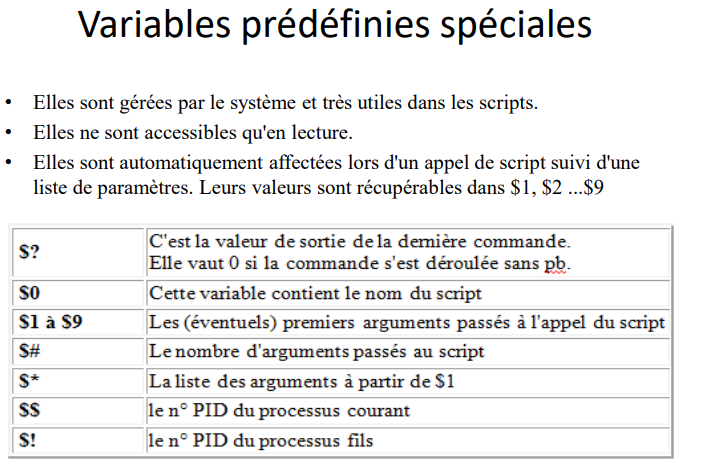 Variables prédéfinies spéciales
• Elles sont gérées par le système et très utiles dans les scripts.
• Elles ne sont accessibles qu'en lecture.
• Elles sont automatiquement affectées lors d'un appel de script suivi d'une
liste de paramètres. Leurs valeurs sont récupérables dans $1, $2 ...$9
$? C'est la valeur de sortie de la dernière commande.
Elle vaut 0 si la commande s'est déroulée sans pb.
$0 Cette variable contient le nom du script
$1 à $9 Les (éventuels) premiers arguments passés à l'appel du script
$# Le nombre d'arguments passés au script
$* La liste des arguments à partir de $1
$$ le n° PID du processus courant
$! le n° PID du processus fils